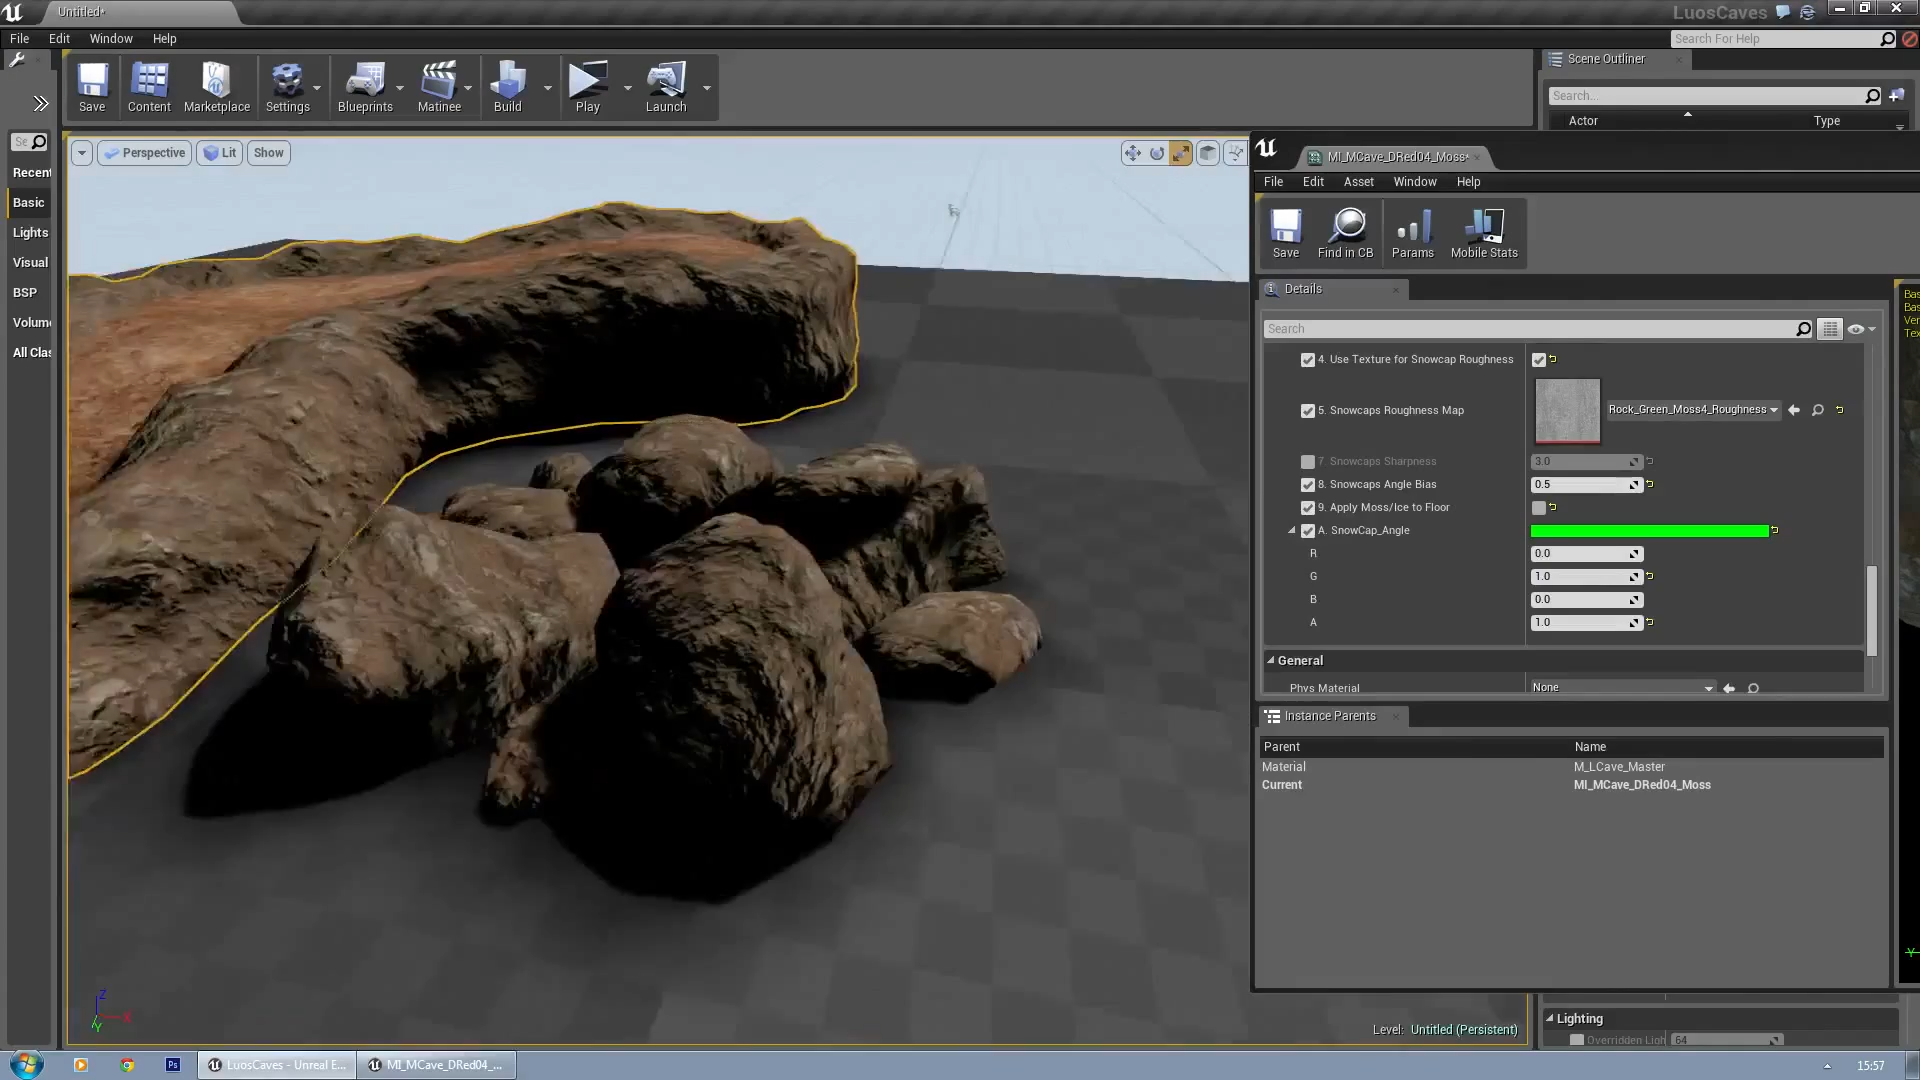 Untitled*
LuosCaves
File Edit Window Help
Search For Help
Save
Content
Marketplace
Settings
Blueprints
Matinee
Build
Play
Launch
Scene Outliner
Search...
Actor Type
Recent
Basic
Lights
Visual
BSP
Volume
All Clas
Perspective
Lit
Show
MI_MCave_DRed04_Moss*
File Edit Asset Window Help
Save
Find in CB
Params
Mobile Stats
Details
Search
4. Use Texture for Snowcap Roughness
5. Snowcaps Roughness Map Rock_Green_Moss4_Roughness
7. Snowcaps Sharpness 3.0
8. Snowcaps Angle Bias 0.5
9. Apply Moss/Ice to Floor
A. SnowCap_Angle
R 0.0
G 1.0
B 0.0
A 1.0
General
Phys Material None
Instance Parents
Parent Name
Material M_LCave_Master
Current MI_MCave_DRed04_Moss
Bas
Bas
Ver
Tex
Z
X
Y
Level: Untitled (Persistent)
Lighting
Overridden Ligh 64
LuosCaves - Unreal E...
MI_MCave_DRed04_...
15:57